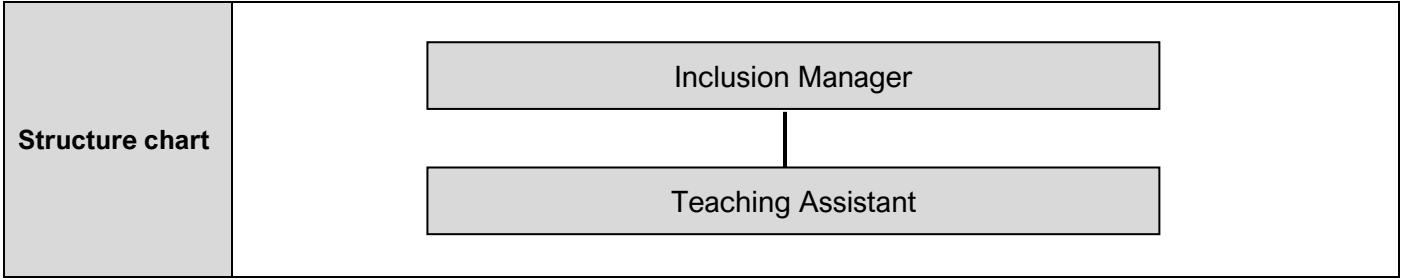 Structure chart
Inclusion Manager
Teaching Assistant